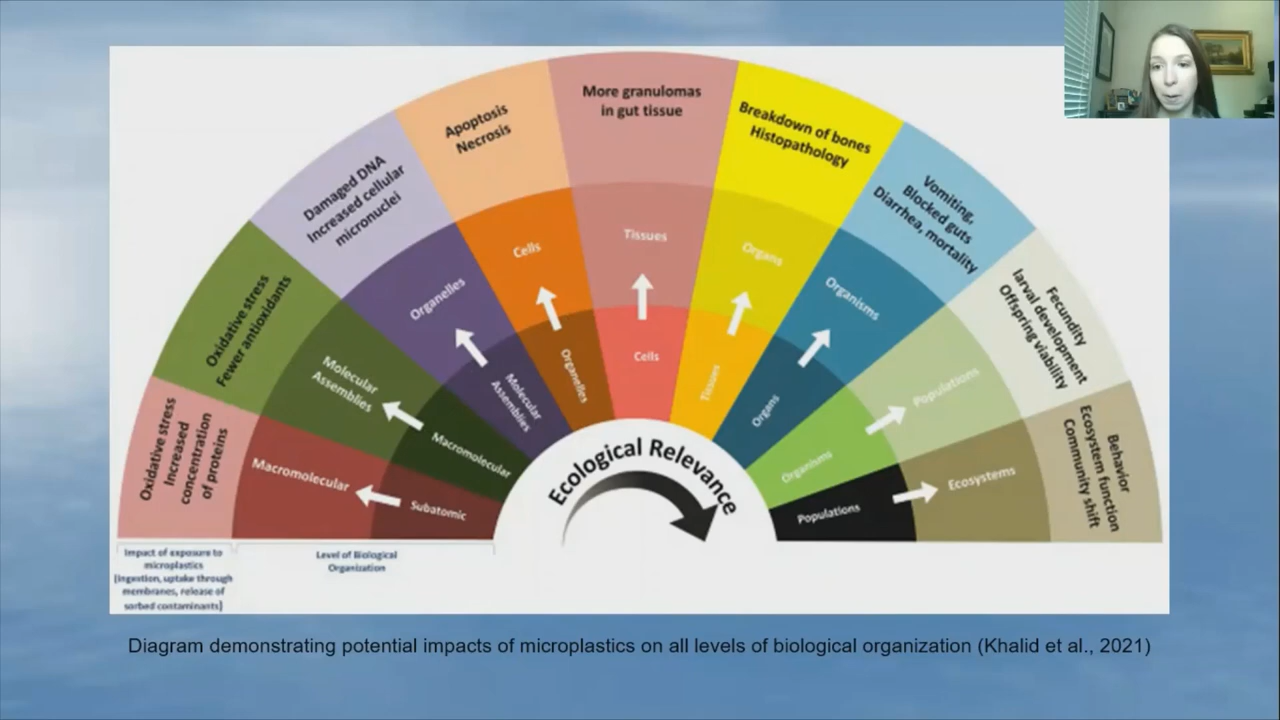 More granulomas
in gut tissue
Apoptosis
Necrosis
Breakdown of bones
Histopathology
Damaged DNA
Increased cellular
micronuclei
Vomiting,
Blocked guts
Diarrhea, mortality
Oxidative stress
Fewer antioxidants
Fecundity
larval development
Offspring viability
Oxidative stress
Increased
concentration
of proteins
Behavior
Ecosystem function
Community shift
Macromolecular
Molecular
Assemblies
Organelles
Cells
Tissues
Organs
Organisms
Populations
Ecosystems
Subatomic
Macromolecular
Molecular
Assemblies
Organelles
Cells
Tissues
Organs
Organisms
Populations
Ecological Relevance
Impact of exposure to
microplastics
[ingestion, uptake through
membranes, release of
sorbed contaminants]
Level of Biological
Organization
Diagram demonstrating potential impacts of microplastics on all levels of biological organization (Khalid et al., 2021)